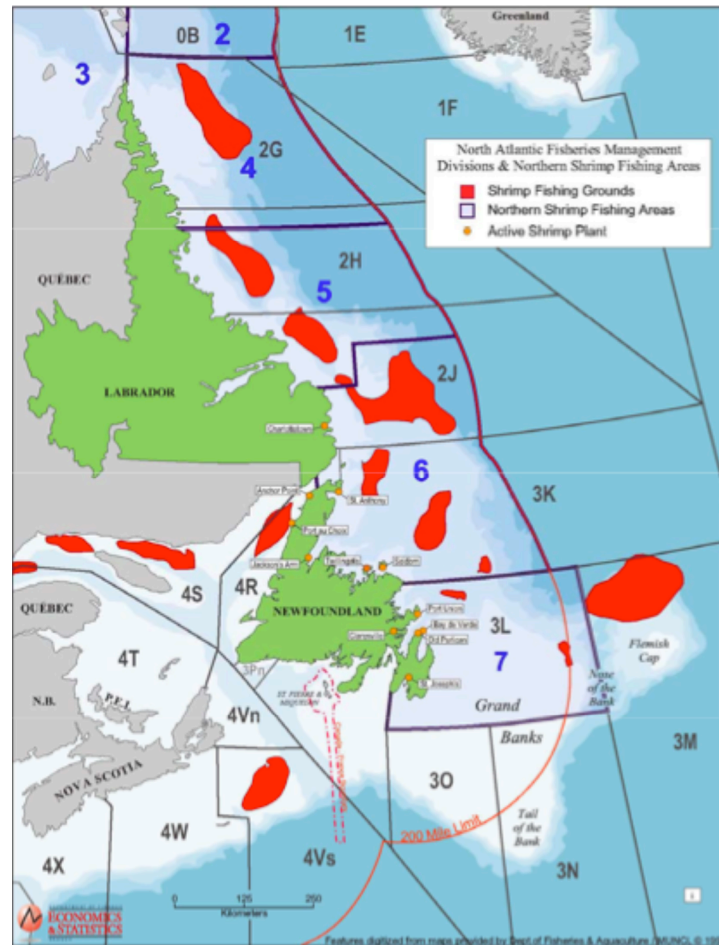 Greenland
0B
2
1E
3
1F
North Atlantic Fisheries Management
Divisions & Northern Shrimp Fishing Areas
Shrimp Fishing Grounds
Northern Shrimp Fishing Areas
Active Shrimp Plant
2G
4
2H
QUÉBEC
5
LABRADOR
2J
Charlottetown
6
Anchor Point
St. Anthony
3K
Port au Choix
Jackson's Arm
Twillingate
Seldom
4S
4R
QUÉBEC
NEWFOUNDLAND
Port Union
Bay de Verde
Old Perlican
Clarenville
3L
4T
7
St. Joseph's
Flemish
Cap
3Pn
Nose of
the Bank
P.E.I.
ST PIERRE &
MIQUELON
N.B.
4Vn
Grand
Banks
3M
NOVA SCOTIA
3O
Tail
of the
Bank
4W
200 Mile Limit
4X
4Vs
3N
0 125 250
Kilometers
1
ECONOMICS
& STATISTICS
Features digitized from maps provided by Dept of Fisheries & Aquaculture / MUNCL ©